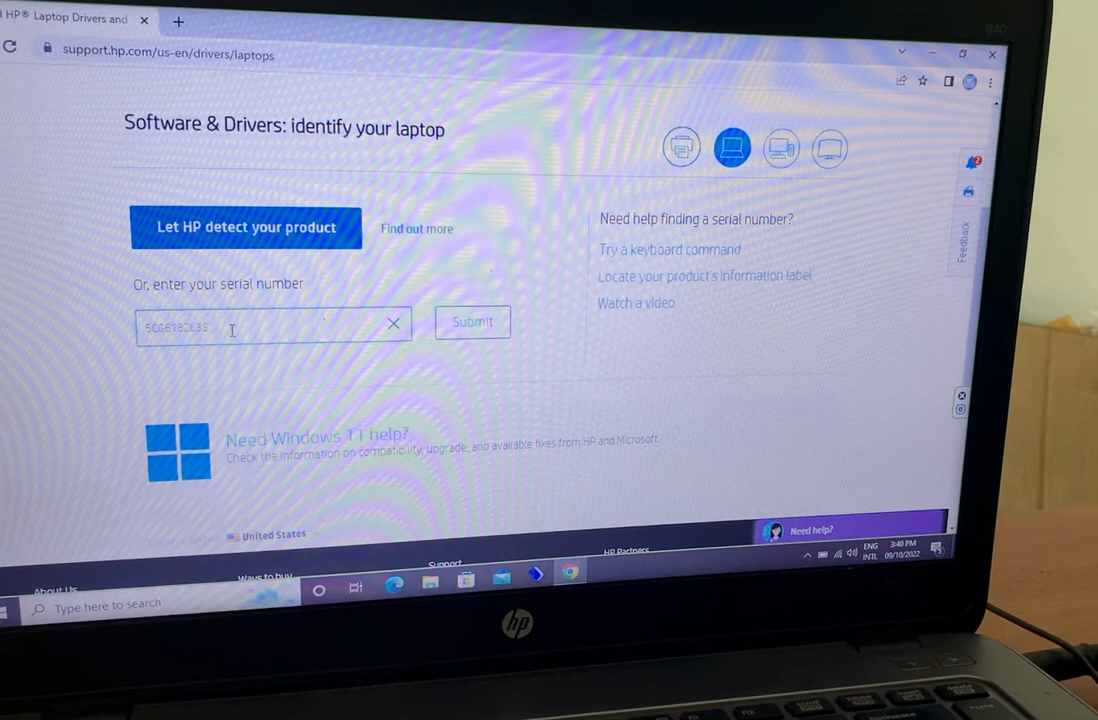 HP® Laptop Drivers and
840
support.hp.com/us-en/drivers/laptops
Software & Drivers: identify your laptop
2
Let HP detect your product
Find out more
Need help finding a serial number?
Try a keyboard command
Feedback
Or, enter your serial number
Locate your product's information label
Watch a video
Submit
Need Windows 11 help?
Check the information on compatibility, upgrade, and available fixes from HP and Microsoft
United States
Need help?
About Us
Ways to buy
Support
HP Partners
Type here to search
ENG
INTL
3:40 PM
09/10/2022
hp
backspace
home